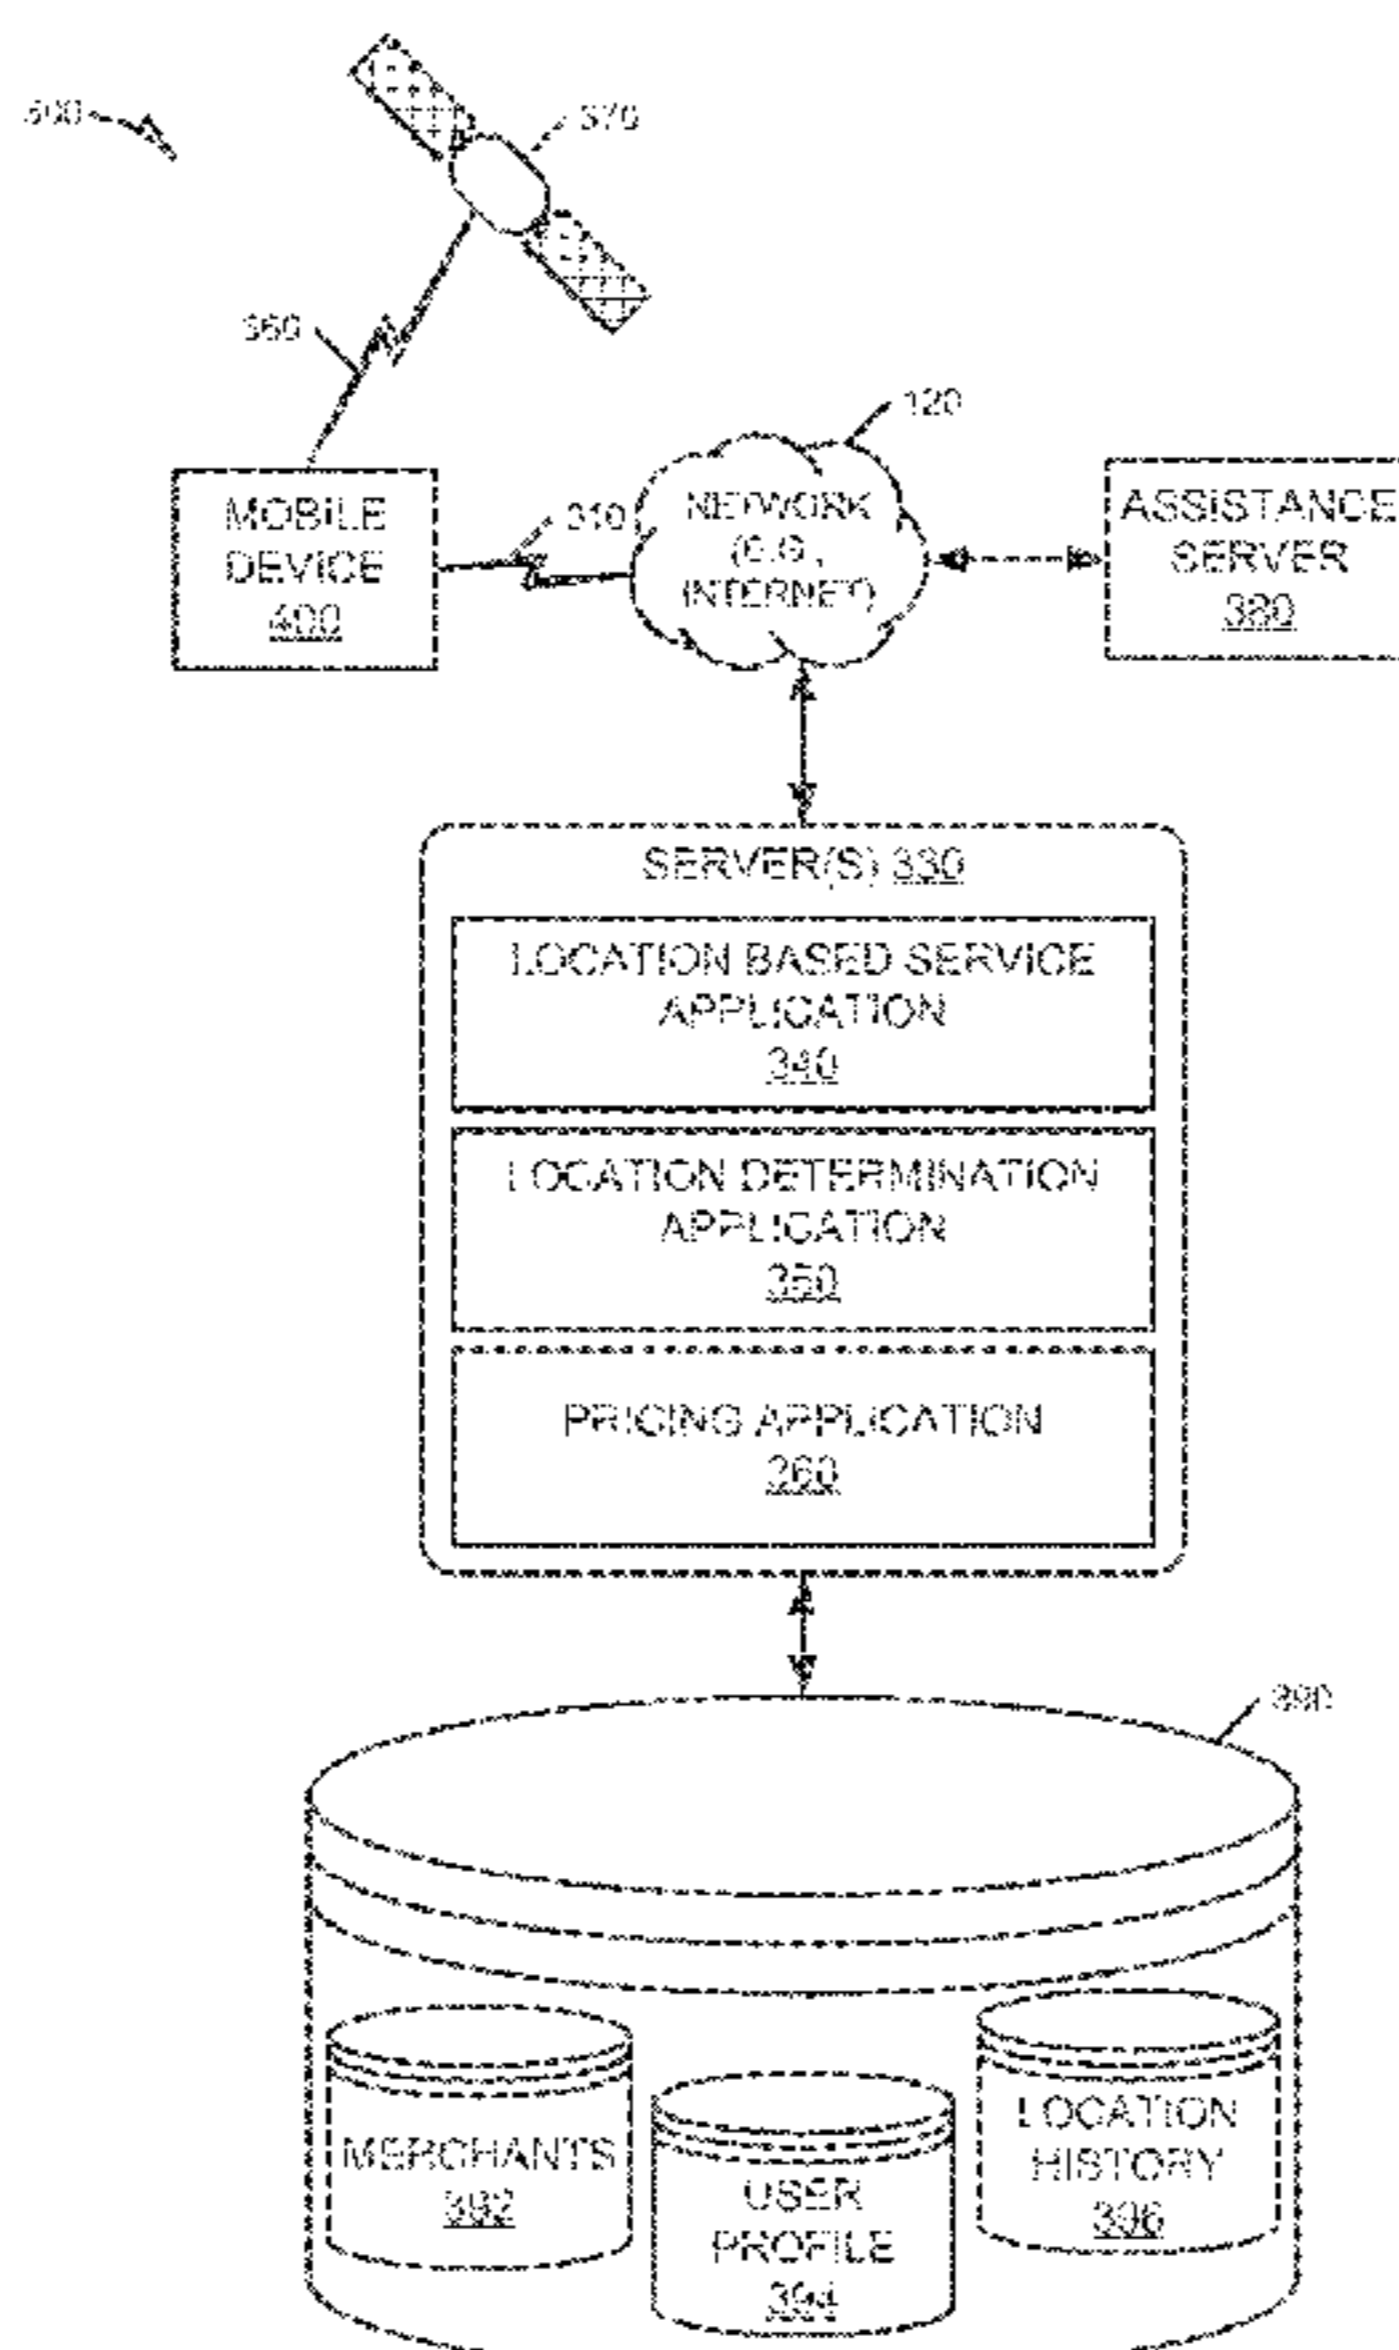 300
370
360
120
MOBILE
DEVICE
400
310
NETWORK
(E.G.,
INTERNET)
ASSISTANCE
SERVER
380
SERVER(S) 330
LOCATION BASED SERVICE
APPLICATION
340
LOCATION DETERMINATION
APPLICATION
350
PRICING APPLICATION
260
390
MERCHANTS
392
USER
PROFILE
394
LOCATION
HISTORY
396